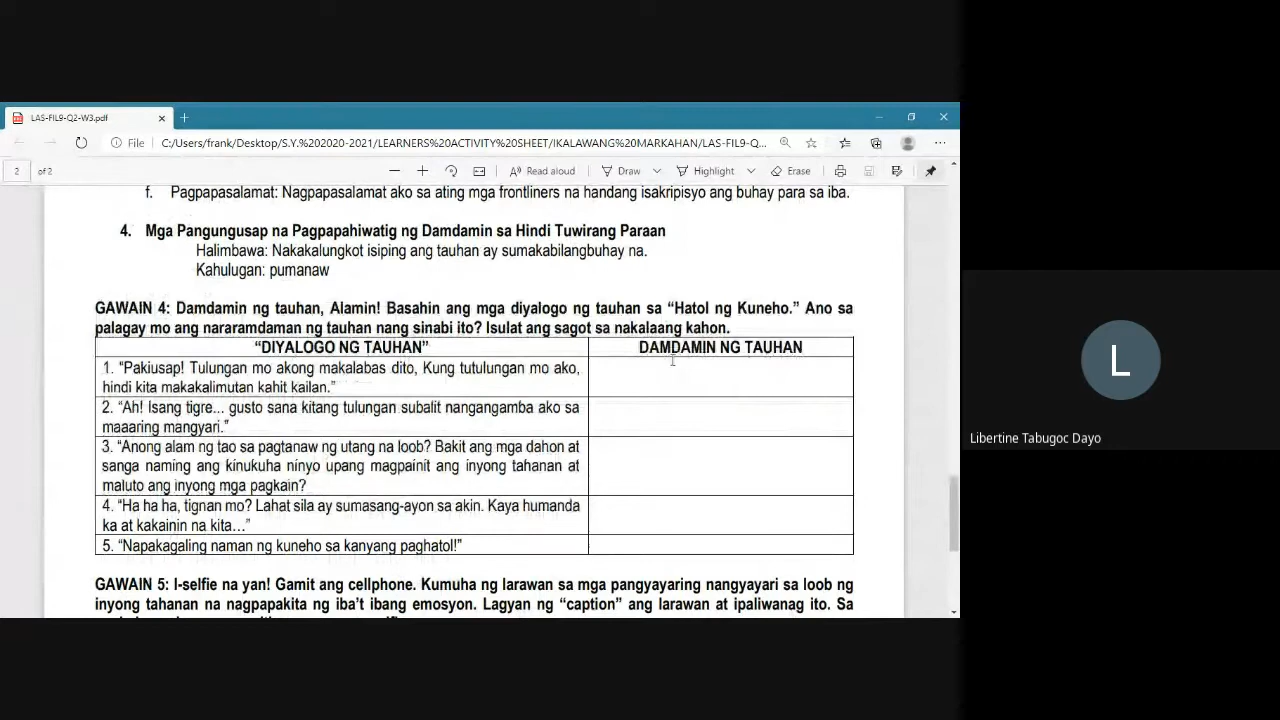 LAS-FIL9-Q2-W3.pdf
File
C:/Users/frank/Desktop/S.Y.%202020-2021/LEARNERS%20ACTIVITY%20SHEET/IKALAWANG%20MARKAHAN/LAS-FIL9-Q...
2 of 2
Read aloud
Draw
Highlight
Erase
f. Pagpapasalamat: Nagpapasalamat ako sa ating mga frontliners na handang isakripisyo ang buhay para sa iba.
4. Mga Pangungusap na Pagpapahiwatig ng Damdamin sa Hindi Tuwirang Paraan
Halimbawa: Nakakalungkot isiping ang tauhan ay sumakabilangbuhay na.
Kahulugan: pumanaw
GAWAIN 4: Damdamin ng tauhan, Alamin! Basahin ang mga diyalogo ng tauhan sa “Hatol ng Kuneho.” Ano sa
palagay mo ang nararamdaman ng tauhan nang sinabi ito? Isulat ang sagot sa nakalaang kahon.
“DIYALOGO NG TAUHAN”
DAMDAMIN NG TAUHAN
1. “Pakiusap! Tulungan mo akong makalabas dito, Kung tutulungan mo ako,
hindi kita makakalimutan kahit kailan.”
2. “Ah! Isang tigre... gusto sana kitang tulungan subalit nangangamba ako sa
maaaring mangyari.”
3. “Anong alam ng tao sa pagtanaw ng utang na loob? Bakit ang mga dahon at
sanga naming ang kinukuha ninyo upang magpainit ang inyong tahanan at
maluto ang inyong mga pagkain?
4. “Ha ha ha, tignan mo? Lahat sila ay sumasang-ayon sa akin. Kaya humanda
ka at kakainin na kita…”
5. “Napakagaling naman ng kuneho sa kanyang paghatol!”
GAWAIN 5: I-selfie na yan! Gamit ang cellphone. Kumuha ng larawan sa mga pangyayaring nangyayari sa loob ng
inyong tahanan na nagpapakita ng iba’t ibang emosyon. Lagyan ng “caption” ang larawan at ipaliwanag ito. Sa
L
Libertine Tabugoc Dayo